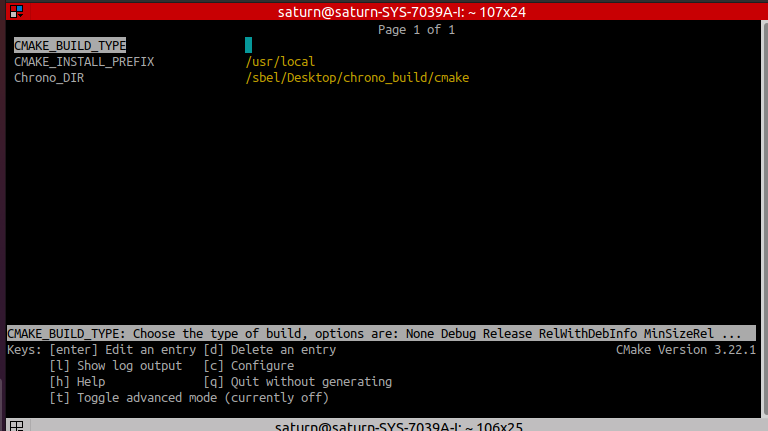 saturn@saturn-SYS-7039A-I: ~ 107x24
Page 1 of 1
CMAKE_BUILD_TYPE
CMAKE_INSTALL_PREFIX /usr/local
Chrono_DIR /sbel/Desktop/chrono_build/cmake
CMAKE_BUILD_TYPE: Choose the type of build, options are: None Debug Release RelWithDebInfo MinSizeRel ...
Keys: [enter] Edit an entry [d] Delete an entry CMake Version 3.22.1
[l] Show log output [c] Configure
[h] Help [q] Quit without generating
[t] Toggle advanced mode (currently off)
saturn@saturn-SYS-7039A-I: ~ 106x25